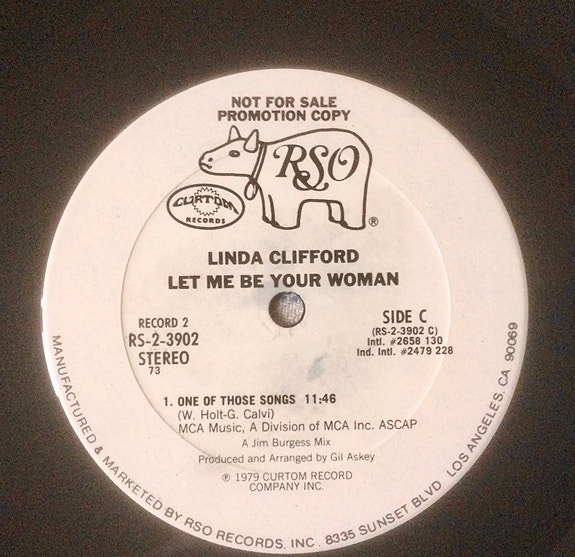 NOT FOR SALE
PROMOTION COPY
RSO
®
CURTOM
RECORDS
LINDA CLIFFORD
LET ME BE YOUR WOMAN
RECORD 2
RS-2-3902
STEREO
73
SIDE C
(RS-2-3902 C)
Intl. #2658 130
Ind. Intl. #2479 228
1. ONE OF THOSE SONGS 11:46
(W. Holt-G. Calvi)
MCA Music, A Division of MCA Inc. ASCAP
A Jim Burgess Mix
Produced and Arranged by Gil Askey
℗ 1979 CURTOM RECORD
COMPANY INC.
MANUFACTURED & MARKETED BY RSO RECORDS, INC. 8335 SUNSET BLVD LOS ANGELES, CA 90069